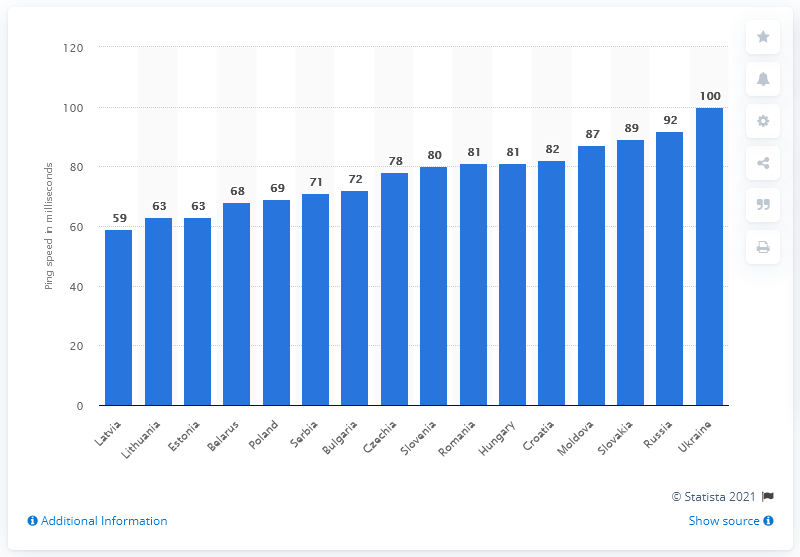 120
100
80
60
40
20
0
Ping speed in milliseconds
59
63
63
68
69
71
72
78
80
81
81
82
87
89
92
100
Latvia
Lithuania
Estonia
Belarus
Poland
Serbia
Bulgaria
Czechia
Slovenia
Romania
Hungary
Croatia
Moldova
Slovakia
Russia
Ukraine
© Statista 2021
Additional Information
Show source